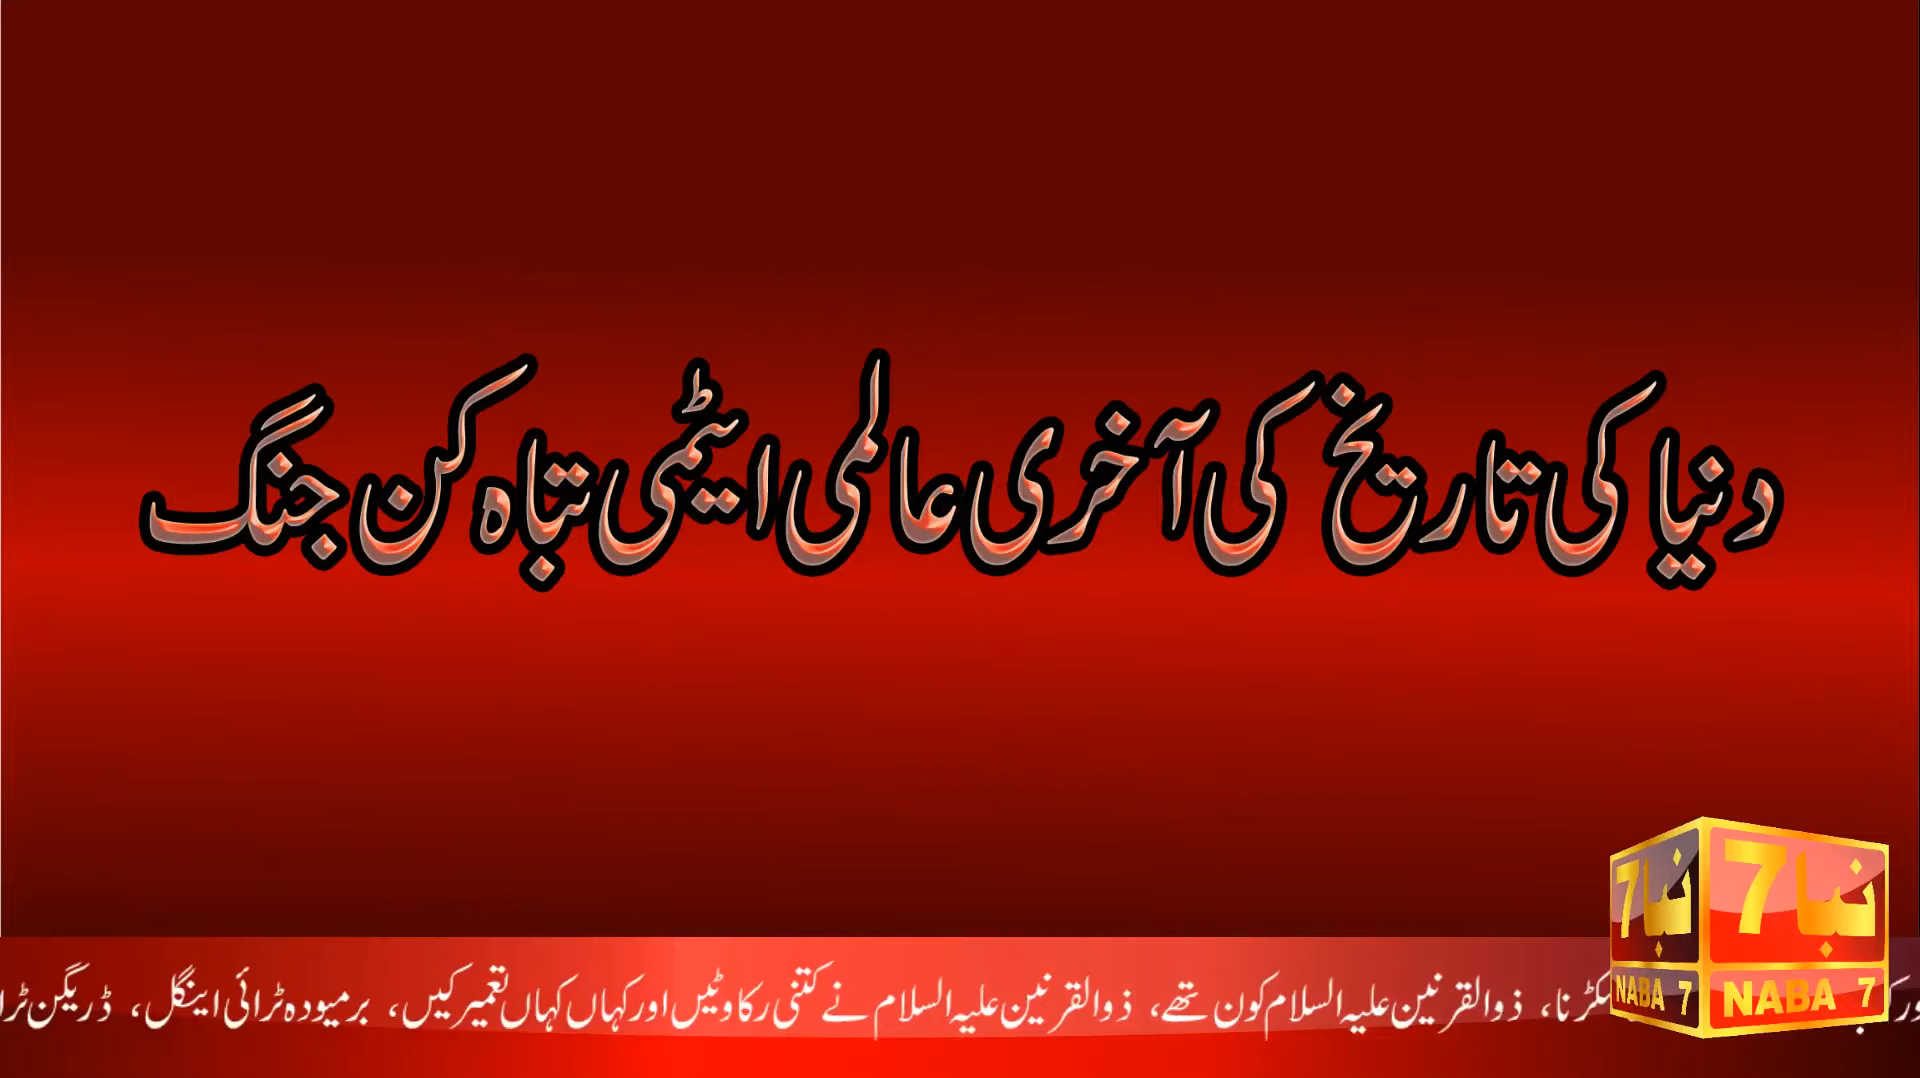 دنیا کی تاریخ کی آخری عالمی ایٹمی تباہ کن جنگ
نبا 7
نبا 7
NABA 7
NABA 7
سکڑنا، ذوالقرنین علیہ السلام کون تھے، ذوالقرنین علیہ السلام نے کتنی رکاوٹیں اور کہاں کہاں تعمیر کیں، برمیودہ ٹرائی اینگل، ڈریگن